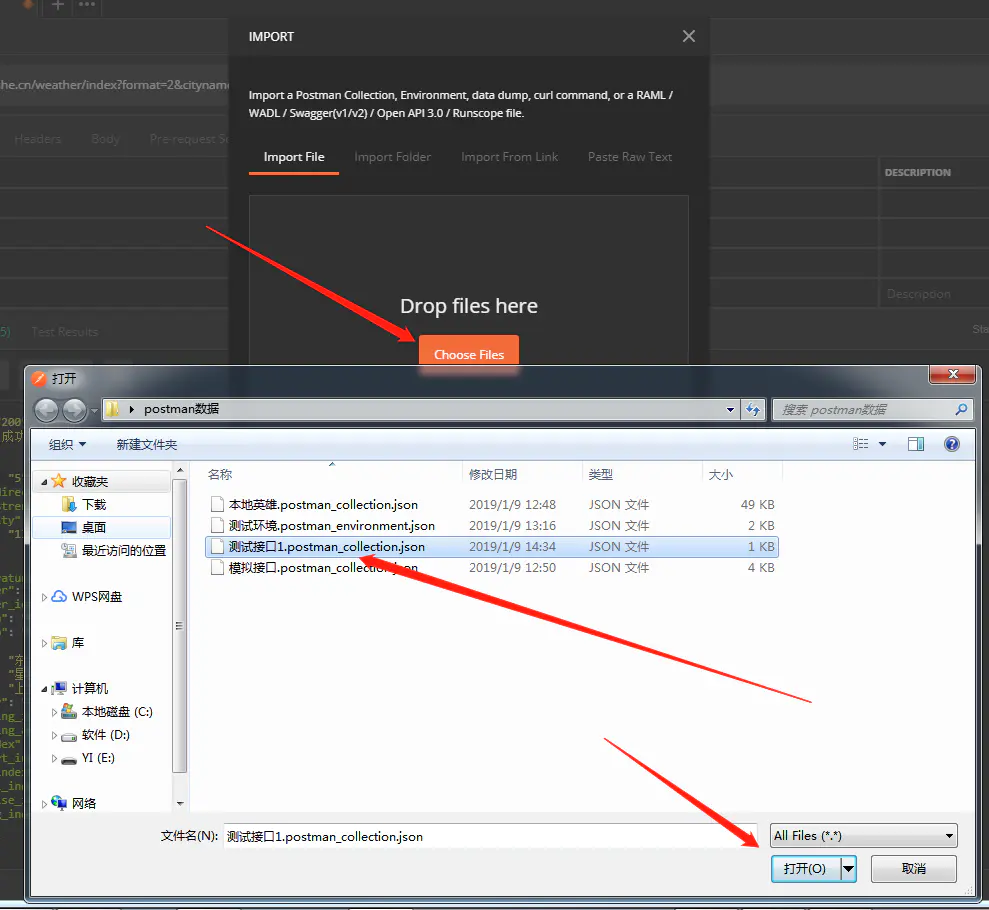 IMPORT
he.cn/weather/index?format=2&citynam
Import a Postman Collection, Environment, data dump, curl command, or a RAML /
WADL / Swagger(v1/v2) / Open API 3.0 / Runscope file.
Headers Body Pre-request Sc
Import File Import Folder Import From Link Paste Raw Text
DESCRIPTION
Description
Drop files here
5) Test Results
Choose Files
打开
postman数据
搜索 postman数据
组织 新建文件夹
名称 修改日期 类型 大小
收藏夹
下载
桌面
最近访问的位置
WPS网盘
库
计算机
本地磁盘 (C:)
软件 (D:)
YI (E:)
网络
本地英雄.postman_collection.json 2019/1/9 12:48 JSON 文件 49 KB
测试环境.postman_environment.json 2019/1/9 13:16 JSON 文件 2 KB
测试接口1.postman_collection.json 2019/1/9 14:34 JSON 文件 1 KB
模拟接口.postman_collection.json 2019/1/9 12:50 JSON 文件 4 KB
文件名(N): 测试接口1.postman_collection.json
All Files (*.*)
打开(O) 取消